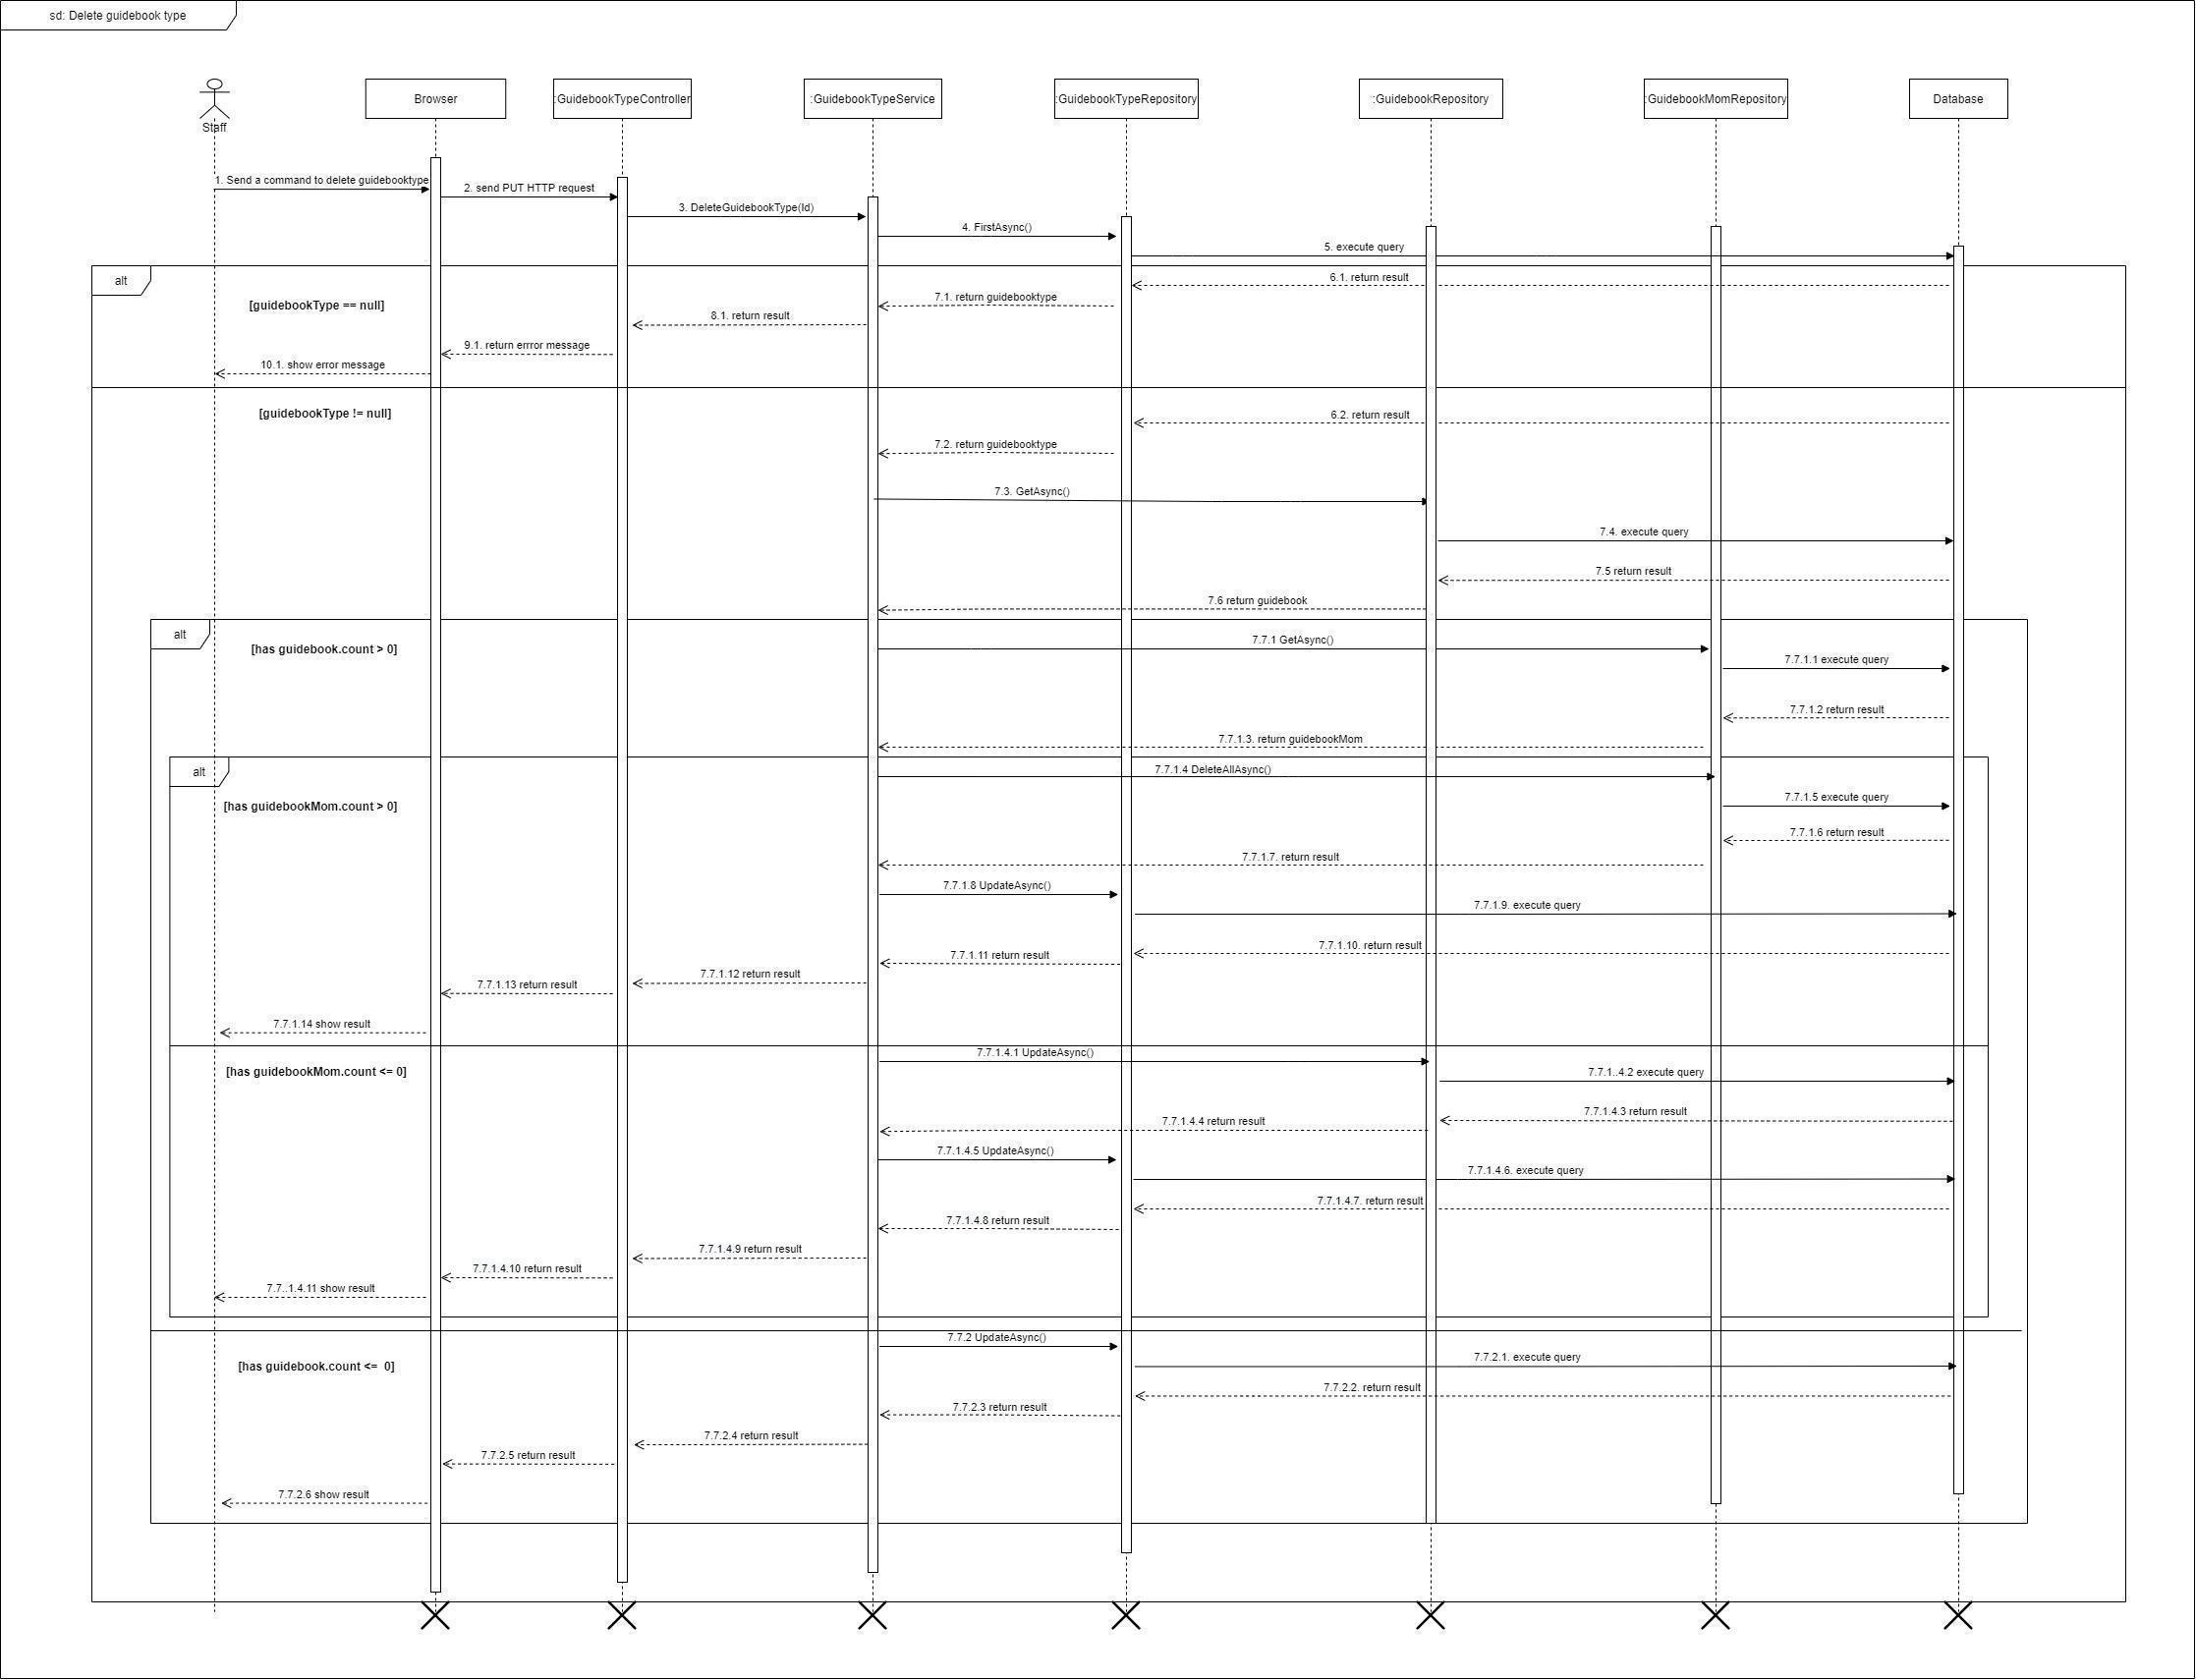 sd: Delete guidebook type
Staff
Browser
:GuidebookTypeController
:GuidebookTypeService
:GuidebookTypeRepository
:GuidebookRepository
:GuidebookMomRepository
Database
1. Send a command to delete guidebooktype
2. send PUT HTTP request
3. DeleteGuidebookType(Id)
4. FirstAsync()
5. execute query
alt
[guidebookType == null]
6.1. return result
7.1. return guidebooktype
8.1. return result
9.1. return errror message
10.1. show error message
[guidebookType != null]
6.2. return result
7.2. return guidebooktype
7.3. GetAsync()
7.4. execute query
7.5 return result
7.6 return guidebook
alt
[has guidebook.count > 0]
7.7.1 GetAsync()
7.7.1.1 execute query
7.7.1.2 return result
7.7.1.3. return guidebookMom
alt
[has guidebookMom.count > 0]
7.7.1.4 DeleteAllAsync()
7.7.1.5 execute query
7.7.1.6 return result
7.7.1.7. return result
7.7.1.8 UpdateAsync()
7.7.1.9. execute query
7.7.1.10. return result
7.7.1.11 return result
7.7.1.12 return result
7.7.1.13 return result
7.7.1.14 show result
[has guidebookMom.count <= 0]
7.7.1.4.1 UpdateAsync()
7.7.1..4.2 execute query
7.7.1.4.3 return result
7.7.1.4.4 return result
7.7.1.4.5 UpdateAsync()
7.7.1.4.6. execute query
7.7.1.4.7. return result
7.7.1.4.8 return result
7.7.1.4.9 return result
7.7.1.4.10 return result
7.7..1.4.11 show result
[has guidebook.count <=  0]
7.7.2 UpdateAsync()
7.7.2.1. execute query
7.7.2.2. return result
7.7.2.3 return result
7.7.2.4 return result
7.7.2.5 return result
7.7.2.6 show result